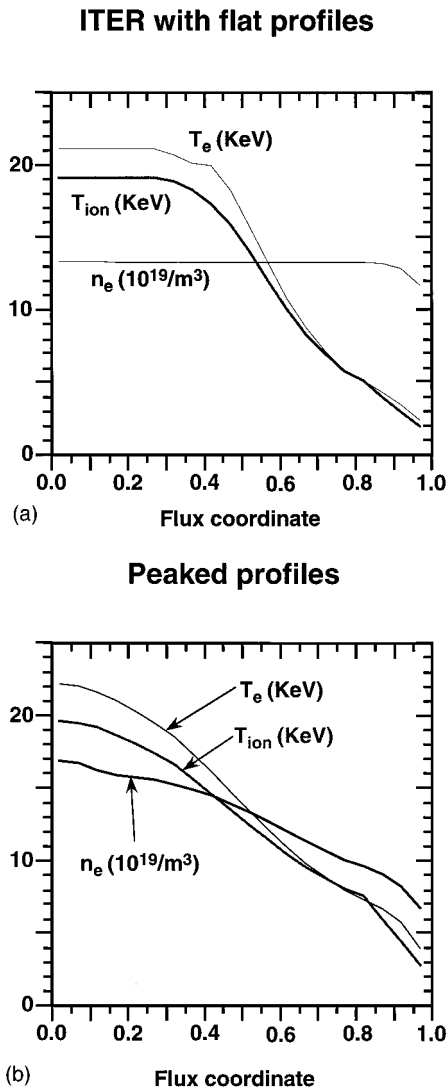 ITER with flat profiles
T_e (KeV)
20
T_ion (KeV)
n_e (10^19/m^3)
10
0
0.0 0.2 0.4 0.6 0.8 1.0
(a)
Flux coordinate
Peaked profiles
T_e (KeV)
20
T_ion (KeV)
n_e (10^19/m^3)
10
0
0.0 0.2 0.4 0.6 0.8 1.0
(b)
Flux coordinate